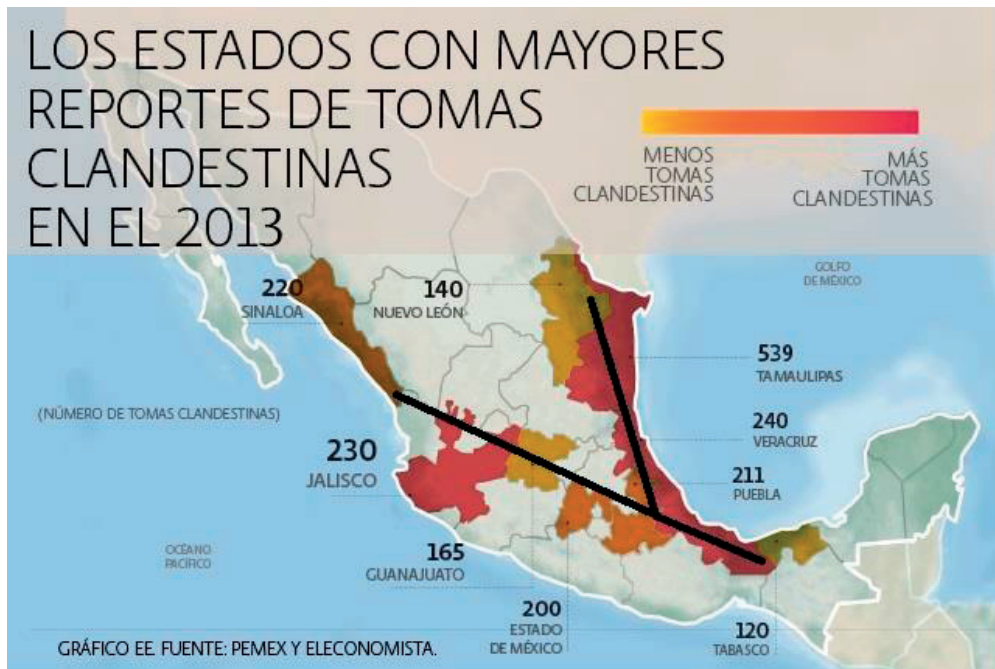 LOS ESTADOS CON MAYORES
REPORTES DE TOMAS
CLANDESTINAS
EN EL 2013
MENOS
TOMAS
CLANDESTINAS
MÁS
TOMAS
CLANDESTINAS
GOLFO
DE MÉXICO
220
SINALOA
140
NUEVO LEÓN
539
TAMAULIPAS
(NÚMERO DE TOMAS CLANDESTINAS)
240
VERACRUZ
230
JALISCO
211
PUEBLA
OCÉANO
PACÍFICO
165
GUANAJUATO
200
ESTADO
DE MÉXICO
120
TABASCO
GRÁFICO EE. FUENTE: PEMEX Y ELECONOMISTA.